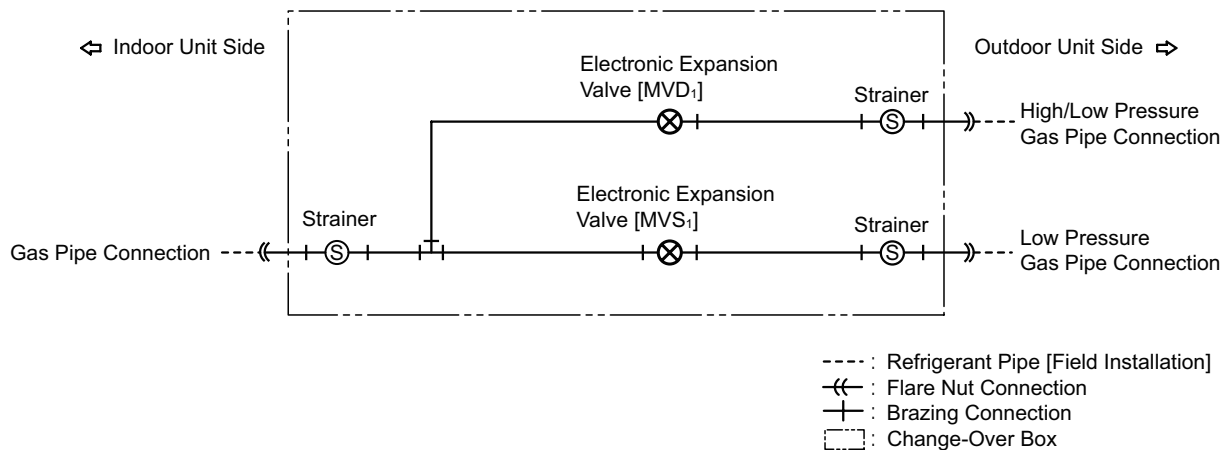 ⇦ Indoor Unit Side
Outdoor Unit Side ⇨
Electronic Expansion
Valve [MVD₁]
Strainer
High/Low Pressure
Gas Pipe Connection
S
Electronic Expansion
Valve [MVS₁]
Strainer
Strainer
Gas Pipe Connection
S
S
Low Pressure
Gas Pipe Connection
: Refrigerant Pipe [Field Installation]
: Flare Nut Connection
: Brazing Connection
: Change-Over Box